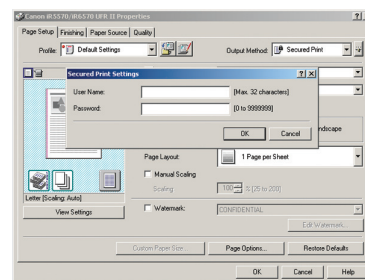 Canon iR5570/iR6570 UFR II Properties
Page Setup Finishing Paper Source Quality
Profile: Default Settings Output Method: Secured Print
Secured Print Settings
User Name: [Max. 32 characters]
Password: [0 to 9999999]
OK Cancel
ndscape
Page Layout: 1 Page per Sheet
Manual Scaling
Scaling: 100 % [25 to 200]
Letter [Scaling: Auto]
View Settings
Watermark: CONFIDENTIAL
Edit Watermark...
Custom Paper Size... Page Options... Restore Defaults
OK Cancel Help